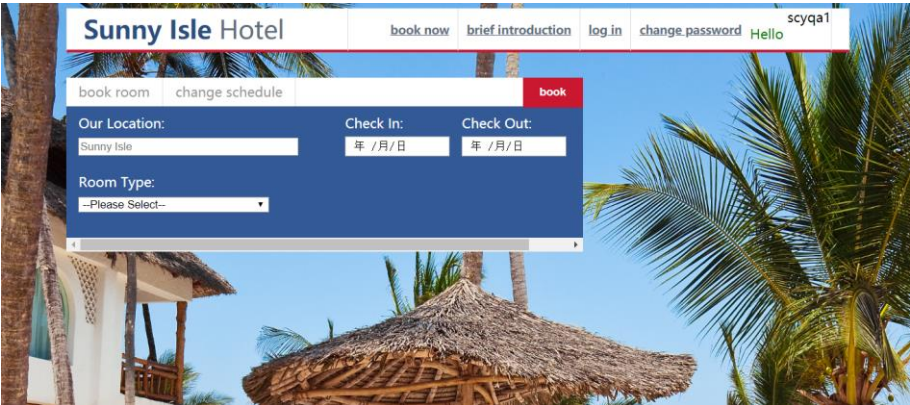 Sunny Isle Hotel
book now brief introduction log in change password Hello scyqa1
book room change schedule book
Our Location: Check In: Check Out:
Sunny Isle 年 /月/日 年 /月/日
Room Type:
--Please Select--